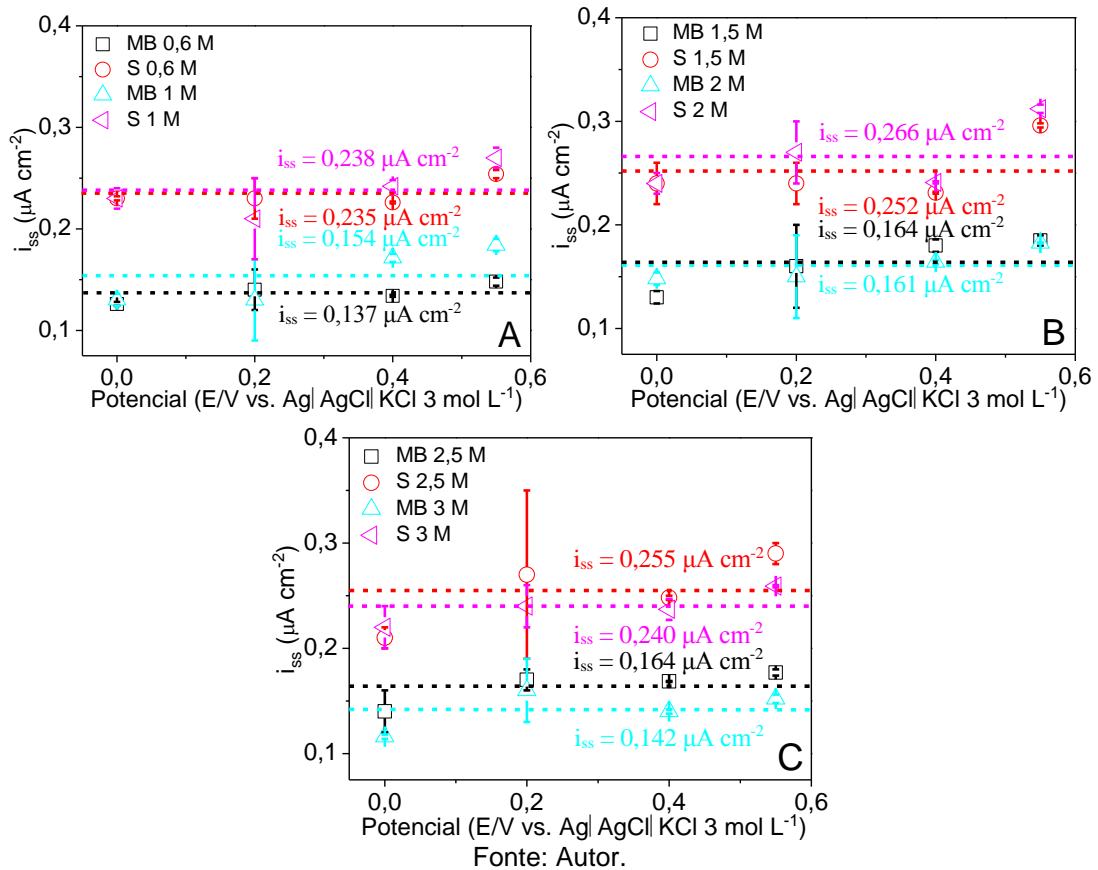 0,4
0,3
0,2
0,1
i_ss (µA cm⁻²)
MB 0,6 M
S 0,6 M
MB 1 M
S 1 M
i_ss = 0,238 µA cm⁻²
i_ss = 0,235 µA cm⁻²
i_ss = 0,154 µA cm⁻²
i_ss = 0,137 µA cm⁻²
A
0,0 0,2 0,4 0,6
Potencial (E/V vs. Ag| AgCl| KCl 3 mol L⁻¹)
0,4
0,3
0,2
0,1
i_ss (µA cm⁻²)
MB 1,5 M
S 1,5 M
MB 2 M
S 2 M
i_ss = 0,266 µA cm⁻²
i_ss = 0,252 µA cm⁻²
i_ss = 0,164 µA cm⁻²
i_ss = 0,161 µA cm⁻²
B
0,0 0,2 0,4 0,6
Potencial (E/V vs. Ag| AgCl| KCl 3 mol L⁻¹)
0,4
0,3
0,2
0,1
i_ss (µA cm⁻²)
MB 2,5 M
S 2,5 M
MB 3 M
S 3 M
i_ss = 0,255 µA cm⁻²
i_ss = 0,240 µA cm⁻²
i_ss = 0,164 µA cm⁻²
i_ss = 0,142 µA cm⁻²
C
0,0 0,2 0,4 0,6
Potencial (E/V vs. Ag| AgCl| KCl 3 mol L⁻¹)
Fonte: Autor.